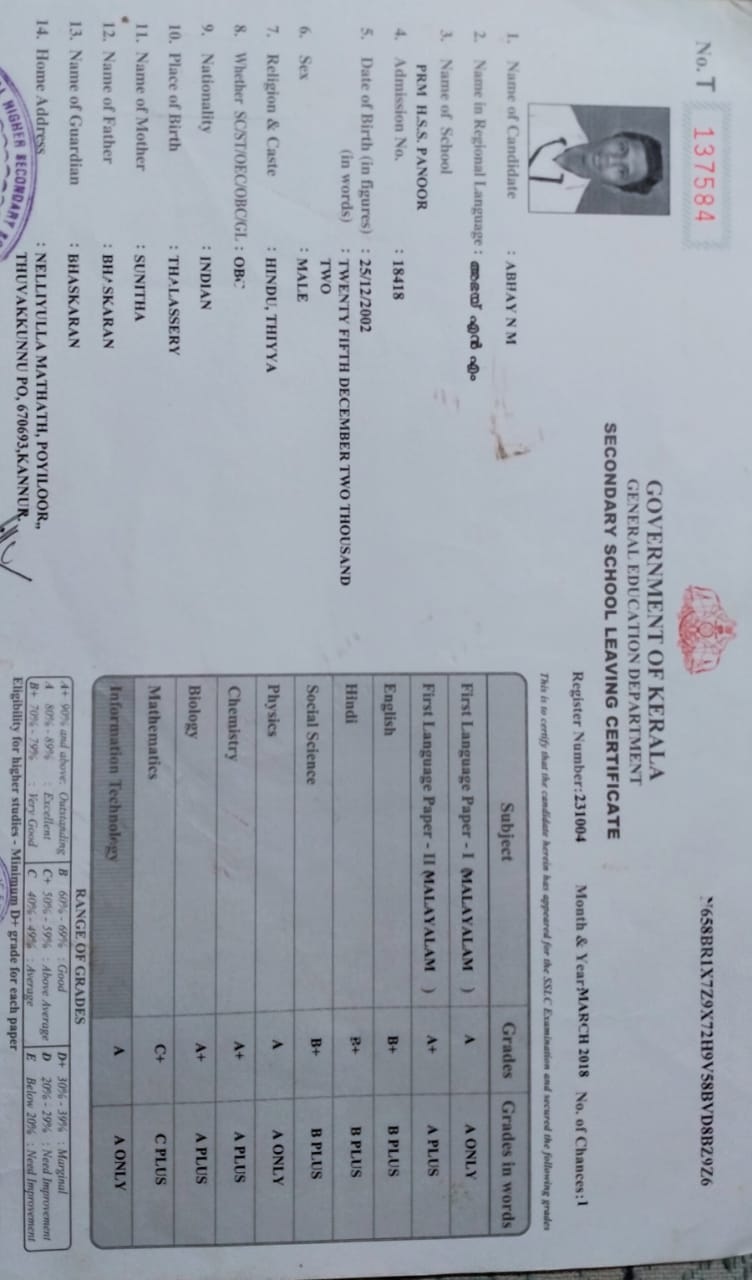 No. T 137584
*658BR1X7Z9X72H9V58BVD8BZ9Z6
GOVERNMENT OF KERALA
GENERAL EDUCATION DEPARTMENT
SECONDARY SCHOOL LEAVING CERTIFICATE
Register Number:231004 Month & Year:MARCH 2018 No. of Chances:1
This is to certify that the candidate herein has appeared for the SSLC Examination and secured the following grades
1. Name of Candidate : ABHAY N M
2. Name in Regional Language : അഭയ് എൻ എം
3. Name of School
PRM H.S.S. PANOOR
4. Admission No. : 18418
5. Date of Birth (in figures) : 25/12/2002
(in words) : TWENTY FIFTH DECEMBER TWO THOUSAND
TWO
6. Sex : MALE
7. Religion & Caste : HINDU, THIYYA
8. Whether SC/ST/OEC/OBC/GL : OBC
9. Nationality : INDIAN
10. Place of Birth : THALASSERY
11. Name of Mother : SUNITHA
12. Name of Father : BHASKARAN
13. Name of Guardian : BHASKARAN
14. Home Address : NELLIYULLA MATHATH, POYILOOR,,
THUVAKKUNNU PO, 670693,KANNUR.
HIGHER SECONDARY
Subject Grades Grades in words
First Language Paper - I (MALAYALAM ) A A ONLY
First Language Paper - II (MALAYALAM ) A+ A PLUS
English B+ B PLUS
Hindi B+ B PLUS
Social Science B+ B PLUS
Physics A A ONLY
Chemistry A+ A PLUS
Biology A+ A PLUS
Mathematics C+ C PLUS
Information Technology A A ONLY
RANGE OF GRADES
A+ 90% and above: Outstanding B 60% - 69% : Good D+ 30% - 39% : Marginal
A 80% - 89% : Excellent C+ 50% - 59% : Above Average D 20% - 29% : Need Improvement
B+ 70% - 79% : Very Good C 40% - 49% : Average E Below 20% : Need Improvement
Eligibility for higher studies - Minimum D+ grade for each paper